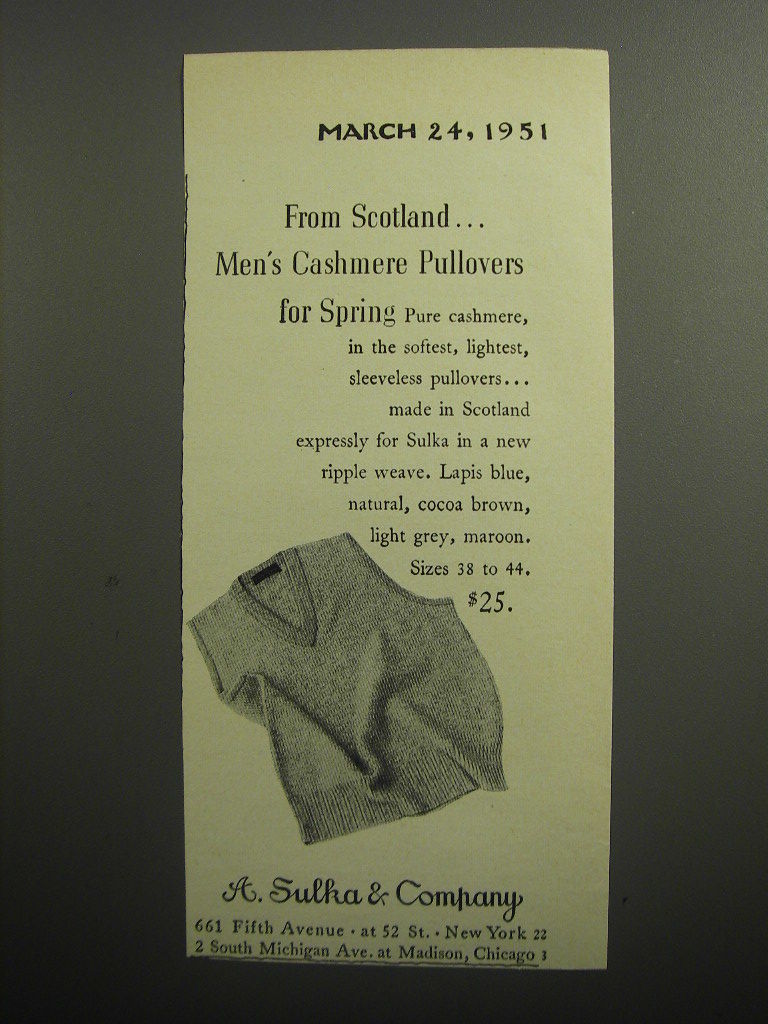 MARCH 24, 1951
From Scotland...
Men's Cashmere Pullovers
for Spring Pure cashmere,
in the softest, lightest,
sleeveless pullovers...
made in Scotland
expressly for Sulka in a new
ripple weave. Lapis blue,
natural, cocoa brown,
light grey, maroon.
Sizes 38 to 44.
$25.
A. Sulka & Company
661 Fifth Avenue · at 52 St. · New York 22
2 South Michigan Ave. at Madison, Chicago 3